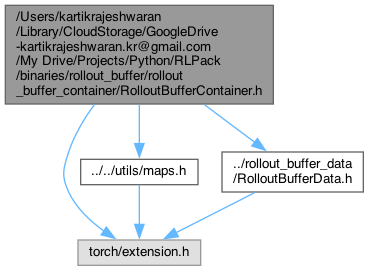 /Users/kartikrajeshwaran
/Library/CloudStorage/GoogleDrive
-kartikrajeshwaran.kr@gmail.com
/My Drive/Projects/Python/RLPack
/binaries/rollout_buffer/rollout
_buffer_container/RolloutBufferContainer.h
../../utils/maps.h
../rollout_buffer_data
/RolloutBufferData.h
torch/extension.h